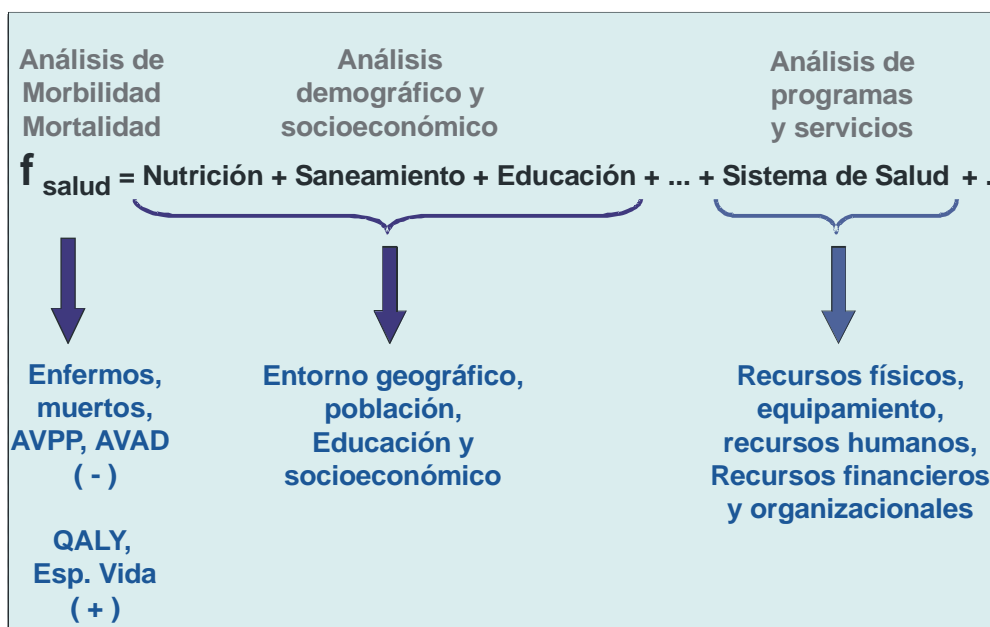 Análisis de
Morbilidad
Mortalidad
Análisis
demográfico y
socioeconómico
Análisis de
programas
y servicios
f salud = Nutrición + Saneamiento + Educación + ... + Sistema de Salud + .
Enfermos,
muertos,
AVPP, AVAD
( - )
QALY,
Esp. Vida
( + )
Entorno geográfico,
población,
Educación y
socioeconómico
Recursos físicos,
equipamiento,
recursos humanos,
Recursos financieros
y organizacionales